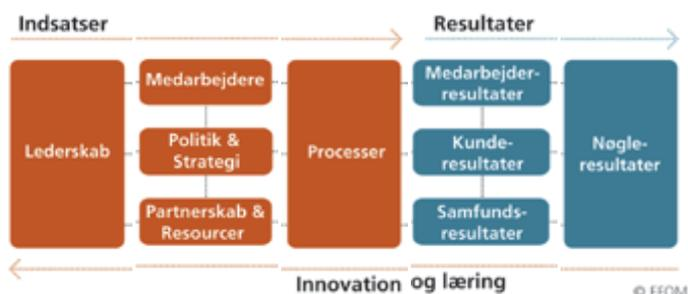 Indsatser
Resultater
Lederskab
Medarbejdere
Politik &
Strategi
Partnerskab &
Resourcer
Processer
Medarbejder-
resultater
Kunde-
resultater
Samfunds-
resultater
Nøgle-
resultater
Innovation og læring
© EFQM